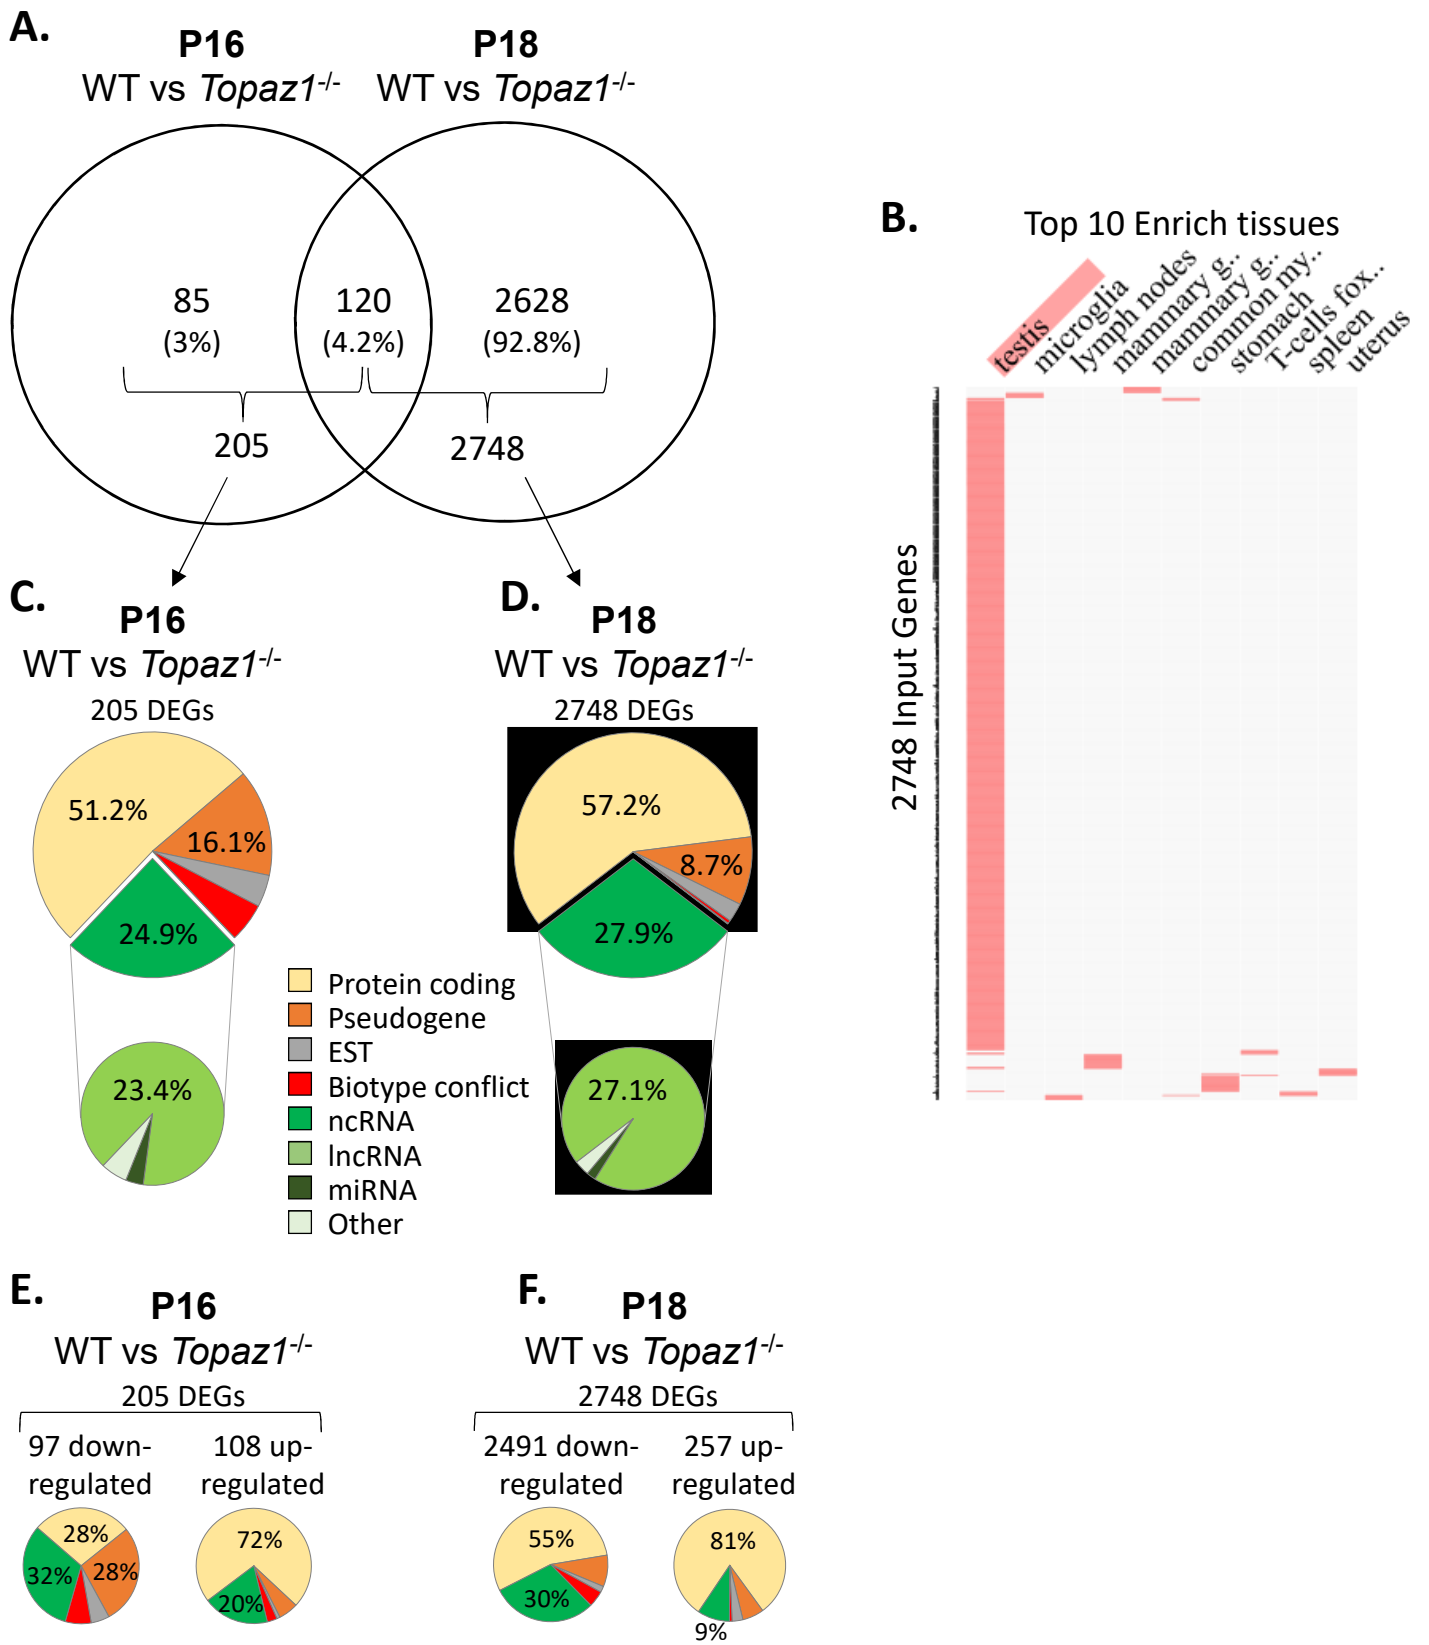 A.
P16
WT vs Topaz1-/-
P18
WT vs Topaz1-/-
85
(3%)
120
(4.2%)
2628
(92.8%)
205
2748
B.
Top 10 Enrich tissues
testis
microglia
lymph nodes
mammary g..
mammary g..
common my..
stomach
T-cells fox..
spleen
uterus
2748 Input Genes
C.
P16
WT vs Topaz1-/-
205 DEGs
51.2%
16.1%
24.9%
23.4%
D.
P18
WT vs Topaz1-/-
2748 DEGs
57.2%
8.7%
27.9%
27.1%
Protein coding
Pseudogene
EST
Biotype conflict
ncRNA
lncRNA
miRNA
Other
E.
P16
WT vs Topaz1-/-
205 DEGs
97 down-
regulated
28%
28%
32%
108 up-
regulated
72%
20%
F.
P18
WT vs Topaz1-/-
2748 DEGs
2491 down-
regulated
55%
30%
257 up-
regulated
81%
9%